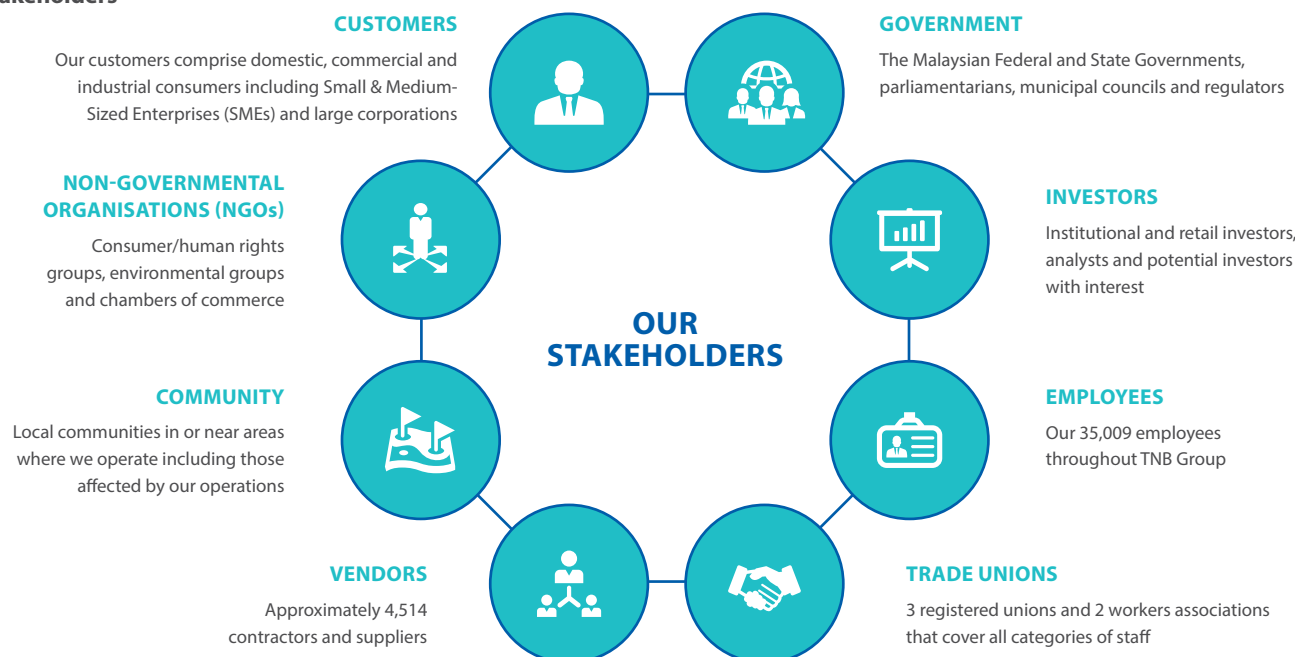 CUSTOMERS
Our customers comprise domestic, commercial and
industrial consumers including Small & Medium-
Sized Enterprises (SMEs) and large corporations
GOVERNMENT
The Malaysian Federal and State Governments,
parliamentarians, municipal councils and regulators
NON-GOVERNMENTAL
ORGANISATIONS (NGOs)
Consumer/human rights
groups, environmental groups
and chambers of commerce
INVESTORS
Institutional and retail investors,
analysts and potential investors
with interest
OUR
STAKEHOLDERS
COMMUNITY
Local communities in or near areas
where we operate including those
affected by our operations
EMPLOYEES
Our 35,009 employees
throughout TNB Group
VENDORS
Approximately 4,514
contractors and suppliers
TRADE UNIONS
3 registered unions and 2 workers associations
that cover all categories of staff